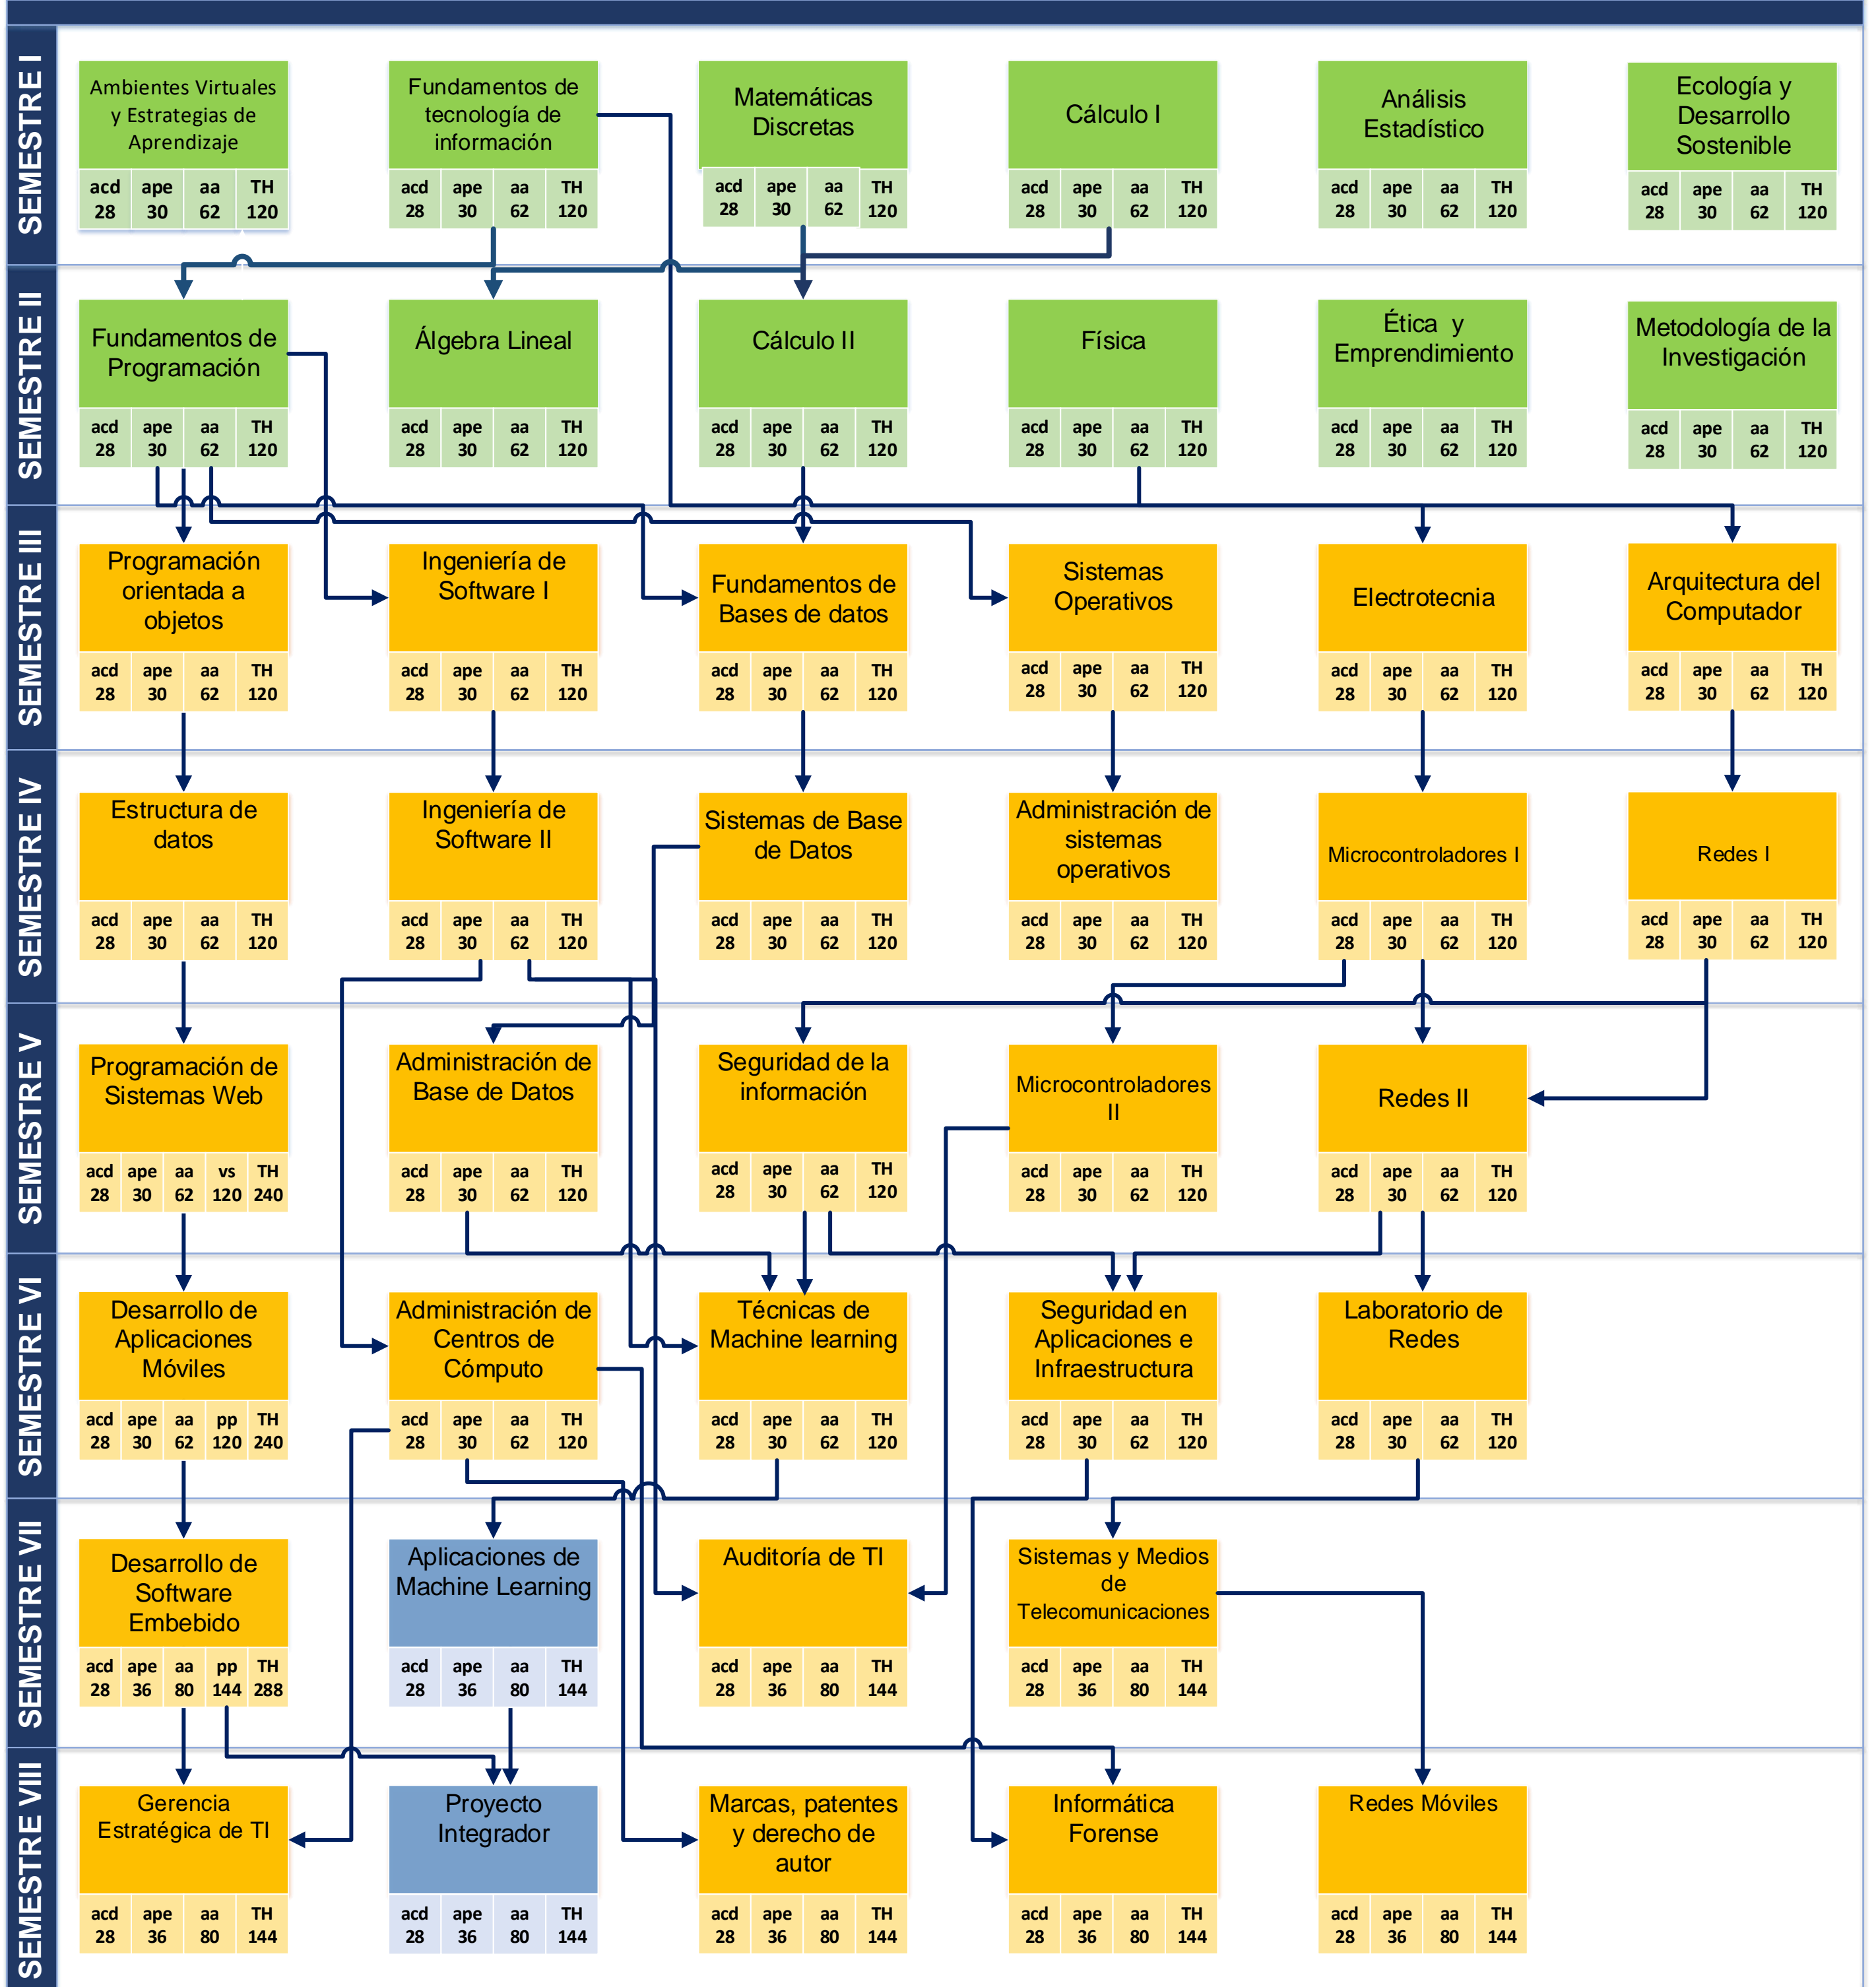 SEMESTRE I
Ambientes Virtuales
y Estrategias de
Aprendizaje
acd ape aa TH
28 30 62 120
Fundamentos de
tecnología de
información
acd ape aa TH
28 30 62 120
Matemáticas
Discretas
acd ape aa TH
28 30 62 120
Cálculo I
acd ape aa TH
28 30 62 120
Análisis
Estadístico
acd ape aa TH
28 30 62 120
Ecología y
Desarrollo
Sostenible
acd ape aa TH
28 30 62 120
SEMESTRE II
Fundamentos de
Programación
acd ape aa TH
28 30 62 120
Álgebra Lineal
acd ape aa TH
28 30 62 120
Cálculo II
acd ape aa TH
28 30 62 120
Física
acd ape aa TH
28 30 62 120
Ética y
Emprendimiento
acd ape aa TH
28 30 62 120
Metodología de la
Investigación
acd ape aa TH
28 30 62 120
SEMESTRE III
Programación
orientada a
objetos
acd ape aa TH
28 30 62 120
Ingeniería de
Software I
acd ape aa TH
28 30 62 120
Fundamentos de
Bases de datos
acd ape aa TH
28 30 62 120
Sistemas
Operativos
acd ape aa TH
28 30 62 120
Electrotecnia
acd ape aa TH
28 30 62 120
Arquitectura del
Computador
acd ape aa TH
28 30 62 120
SEMESTRE IV
Estructura de
datos
acd ape aa TH
28 30 62 120
Ingeniería de
Software II
acd ape aa TH
28 30 62 120
Sistemas de Base
de Datos
acd ape aa TH
28 30 62 120
Administración de
sistemas
operativos
acd ape aa TH
28 30 62 120
Microcontroladores I
acd ape aa TH
28 30 62 120
Redes I
acd ape aa TH
28 30 62 120
SEMESTRE V
Programación de
Sistemas Web
acd ape aa vs TH
28 30 62 120 240
Administración de
Base de Datos
acd ape aa TH
28 30 62 120
Seguridad de la
información
acd ape aa TH
28 30 62 120
Microcontroladores
II
acd ape aa TH
28 30 62 120
Redes II
acd ape aa TH
28 30 62 120
SEMESTRE VI
Desarrollo de
Aplicaciones
Móviles
acd ape aa pp TH
28 30 62 120 240
Administración de
Centros de
Cómputo
acd ape aa TH
28 30 62 120
Técnicas de
Machine learning
acd ape aa TH
28 30 62 120
Seguridad en
Aplicaciones e
Infraestructura
acd ape aa TH
28 30 62 120
Laboratorio de
Redes
acd ape aa TH
28 30 62 120
SEMESTRE VII
Desarrollo de
Software
Embebido
acd ape aa pp TH
28 36 80 144 288
Aplicaciones de
Machine Learning
acd ape aa TH
28 36 80 144
Auditoría de TI
acd ape aa TH
28 36 80 144
Sistemas y Medios
de
Telecomunicaciones
acd ape aa TH
28 36 80 144
SEMESTRE VIII
Gerencia
Estratégica de TI
acd ape aa TH
28 36 80 144
Proyecto
Integrador
acd ape aa TH
28 36 80 144
Marcas, patentes
y derecho de
autor
acd ape aa TH
28 36 80 144
Informática
Forense
acd ape aa TH
28 36 80 144
Redes Móviles
acd ape aa TH
28 36 80 144